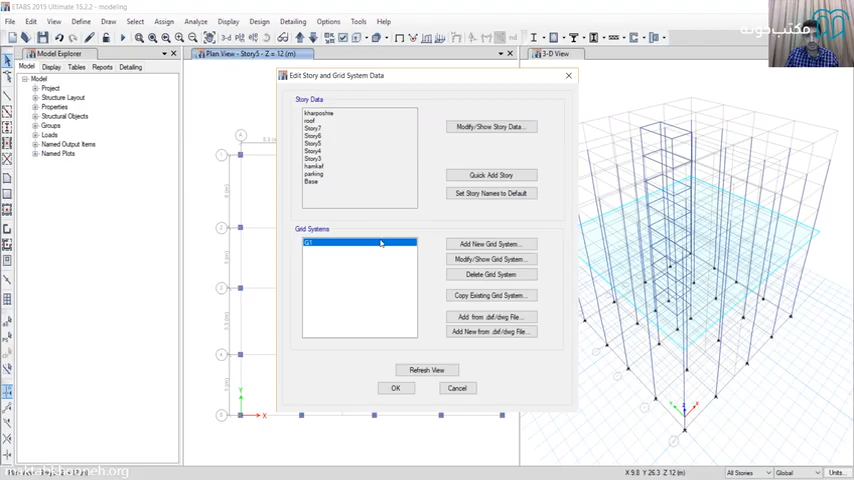 ETABS 2015 Ultimate 15.2.2 - modeling
File Edit View Define Draw Select Assign Analyze Display Design Detailing Options Tools Help
مکتب‌خونه
Model Explorer
Plan View - Story5 - Z = 12 (m)
3-D View
Model Display Tables Reports Detailing
Model
Project
Structure Layout
Properties
Structural Objects
Groups
Loads
Named Output Items
Named Plots
Edit Story and Grid System Data
Story Data
kharposhte
roof
Story7
Story6
Story5
Story4
Story3
hamkaf
parking
Base
Modify/Show Story Data...
Quick Add Story
Set Story Names to Default
Grid Systems
G1
Add New Grid System...
Modify/Show Grid System...
Delete Grid System
Copy Existing Grid System...
Add from .dxf/dwg File...
Add New from .dxf/dwg File...
Refresh View
OK
Cancel
Y
X
maktabkhooneh.org
X 9.8 Y 26.3 Z 12 (m)
All Stories
Global
Units...